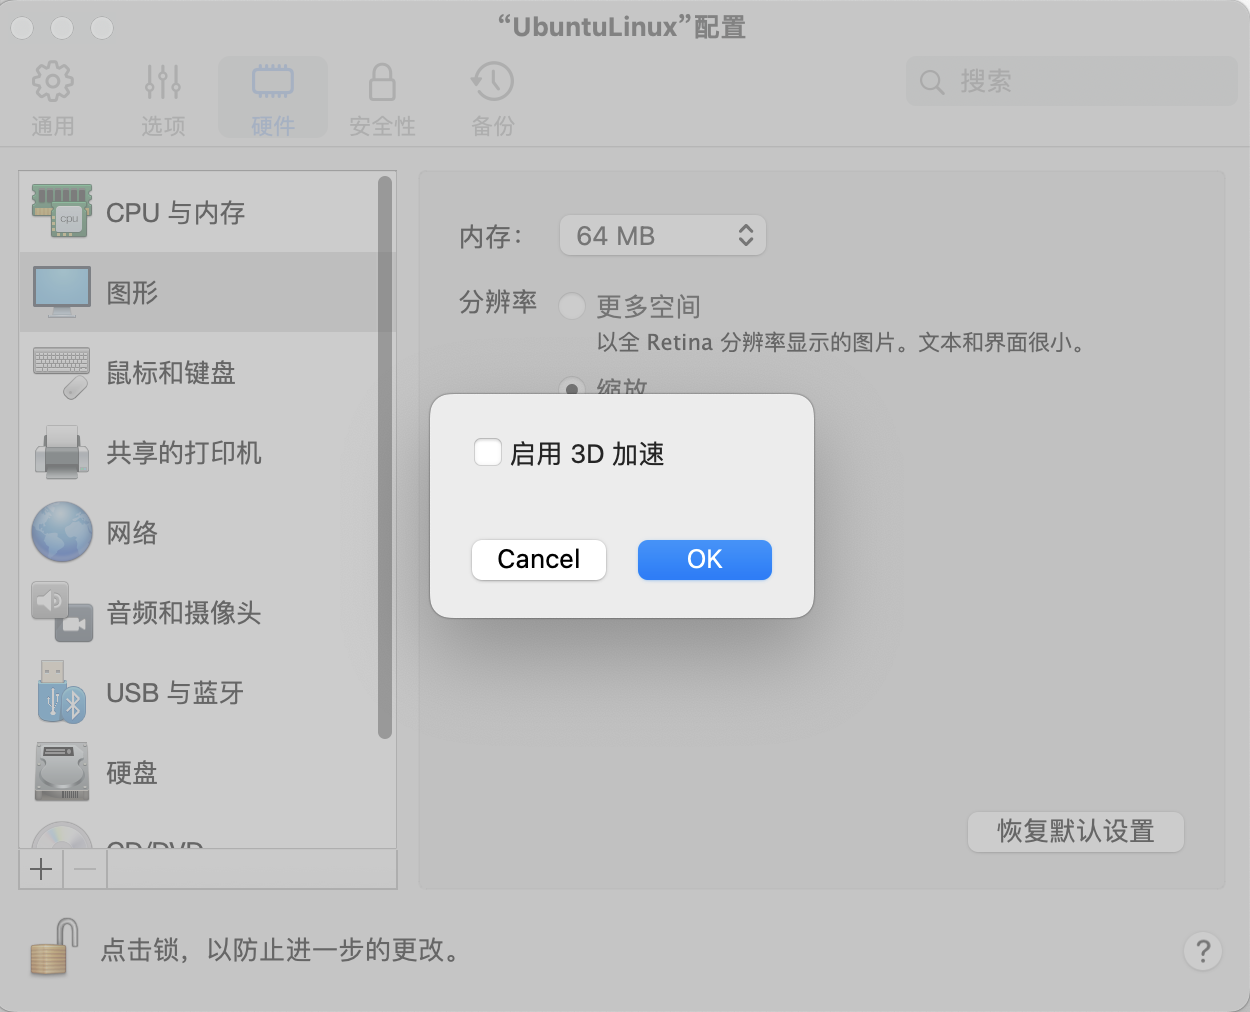 “UbuntuLinux”配置
通用
选项
硬件
安全性
备份
搜索
cpu
CPU 与内存
图形
鼠标和键盘
共享的打印机
网络
音频和摄像头
USB 与蓝牙
硬盘
CD/DVD
内存：
64 MB
分辨率
更多空间
以全 Retina 分辨率显示的图片。文本和界面很小。
缩放
启用 3D 加速
Cancel
OK
恢复默认设置
点击锁，以防止进一步的更改。
?